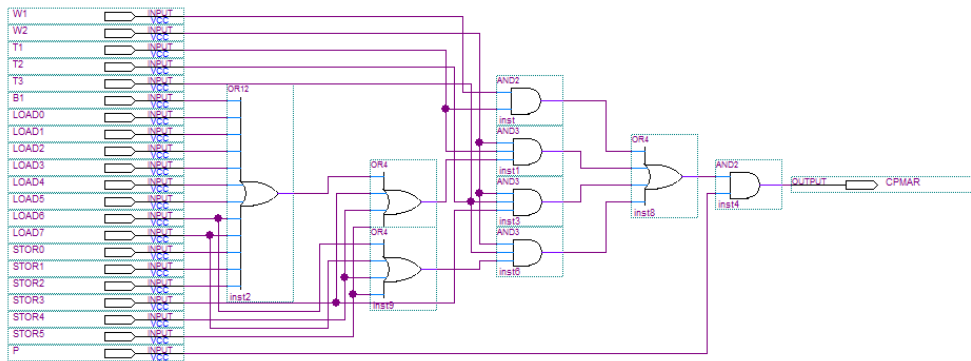 W1 INPUT VCC
W2 INPUT VCC
T1 INPUT VCC
T2 INPUT VCC
T3 INPUT VCC
B1 INPUT VCC
LOAD0 INPUT VCC
LOAD1 INPUT VCC
LOAD2 INPUT VCC
LOAD3 INPUT VCC
LOAD4 INPUT VCC
LOAD5 INPUT VCC
LOAD6 INPUT VCC
LOAD7 INPUT VCC
STOR0 INPUT VCC
STOR1 INPUT VCC
STOR2 INPUT VCC
STOR3 INPUT VCC
STOR4 INPUT VCC
STOR5 INPUT VCC
P INPUT VCC
OR12
inst2
OR4
OR4
inst9
AND2
inst
AND3
inst1
AND3
inst3
AND3
inst6
OR4
inst8
AND2
inst4
OUTPUT CPMAR